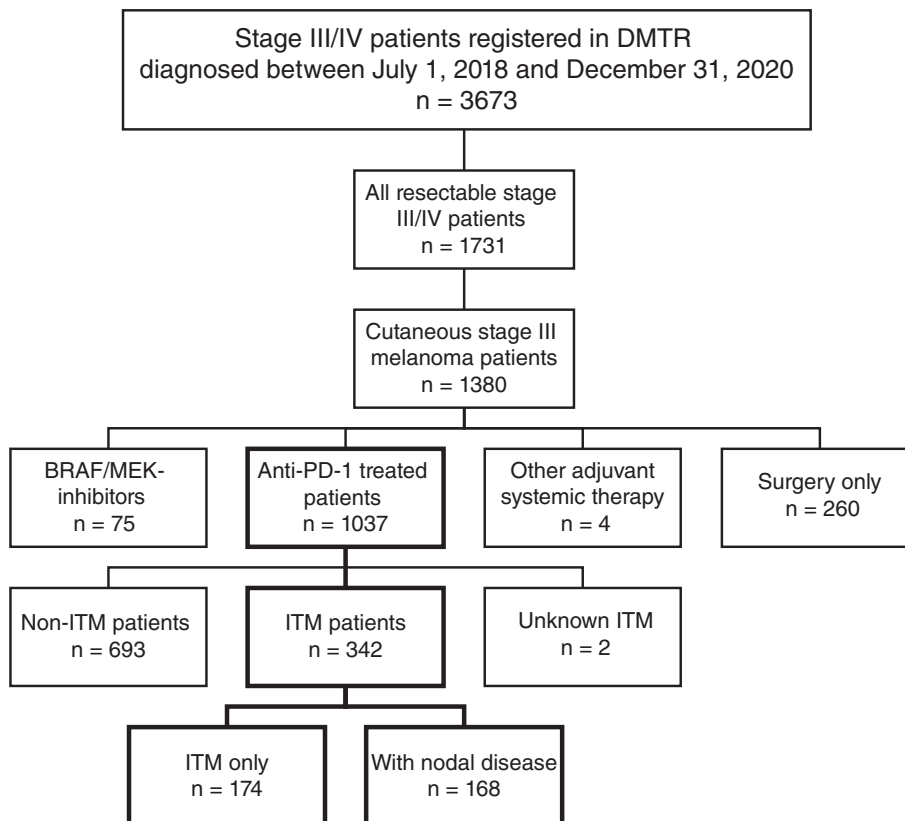 Stage III/IV patients registered in DMTR
diagnosed between July 1, 2018 and December 31, 2020
n = 3673
All resectable stage
III/IV patients
n = 1731
Cutaneous stage III
melanoma patients
n = 1380
BRAF/MEK-
inhibitors
n = 75
Anti-PD-1 treated
patients
n = 1037
Other adjuvant
systemic therapy
n = 4
Surgery only
n = 260
Non-ITM patients
n = 693
ITM patients
n = 342
Unknown ITM
n = 2
ITM only
n = 174
With nodal disease
n = 168